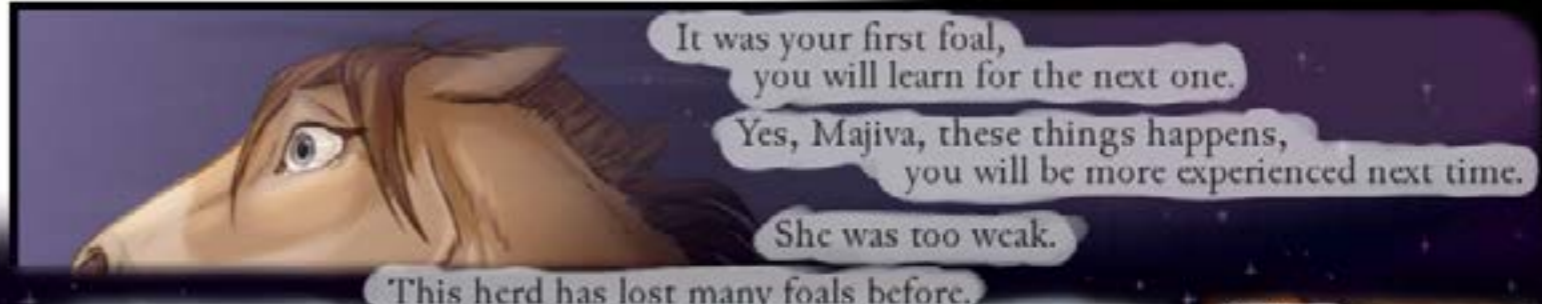 It was your first foal,
you will learn for the next one.
Yes, Majiva, these things happens,
you will be more experienced next time.
She was too weak.
This herd has lost many foals before.